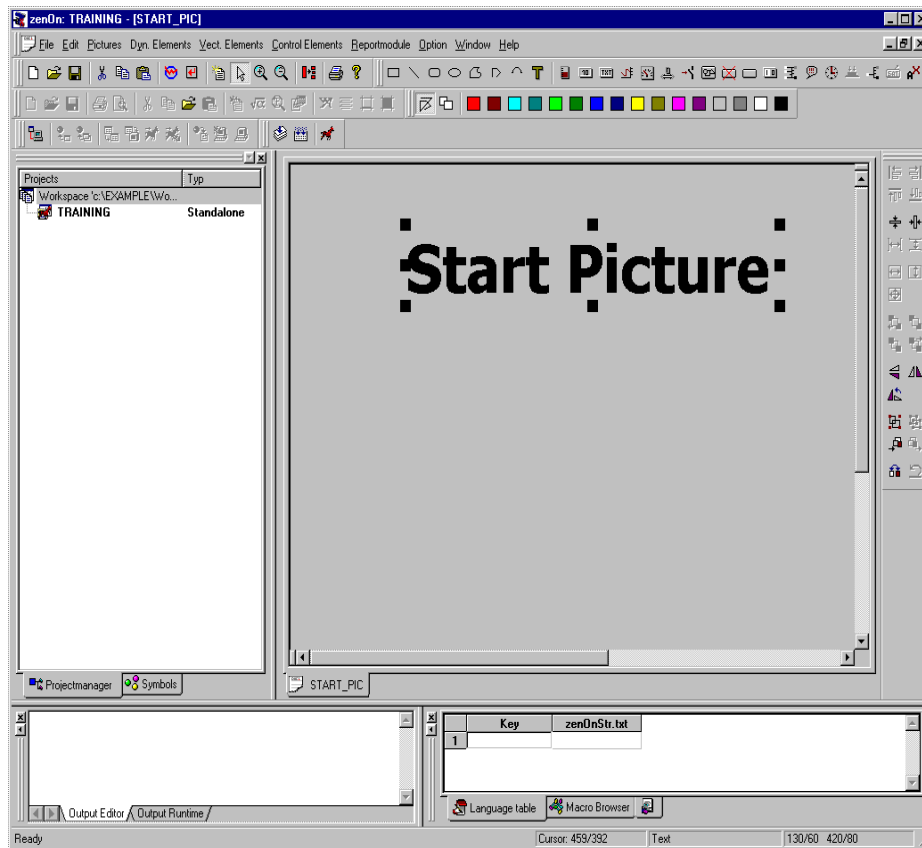 zenOn: TRAINING - [START_PIC]
File Edit Pictures Dyn. Elements Vect. Elements Control Elements Reportmodule Option Window Help
Projects Typ
Workspace 'c:\EXAMPLE\Wo...
TRAINING Standalone
Start Picture
Projectmanager Symbols
START_PIC
Key zenOnStr.txt
1
Output Editor Output Runtime
Language table Macro Browser
Ready Cursor: 459/392 Text 130/60 420/80